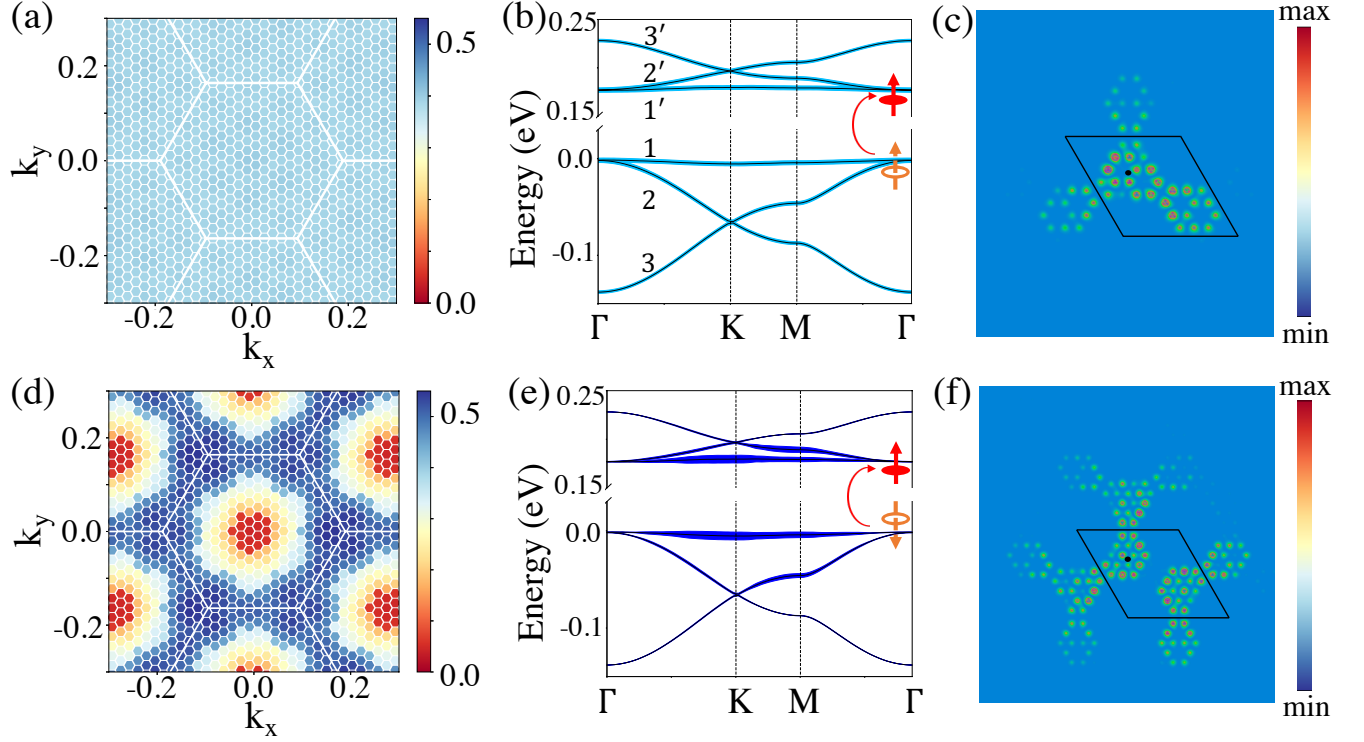 (a)
0.2
0.0
-0.2
k_y
-0.2
0.0
0.2
k_x
0.5
0.0
(b)
0.25
0.15
0.0
-0.1
Energy (eV)
3′
2′
1′
1
2
3
Γ
K
M
Γ
(c)
max
min
(d)
0.2
0.0
-0.2
k_y
-0.2
0.0
0.2
k_x
0.5
0.0
(e)
0.25
0.15
0.0
-0.1
Energy (eV)
Γ
K
M
Γ
(f)
max
min